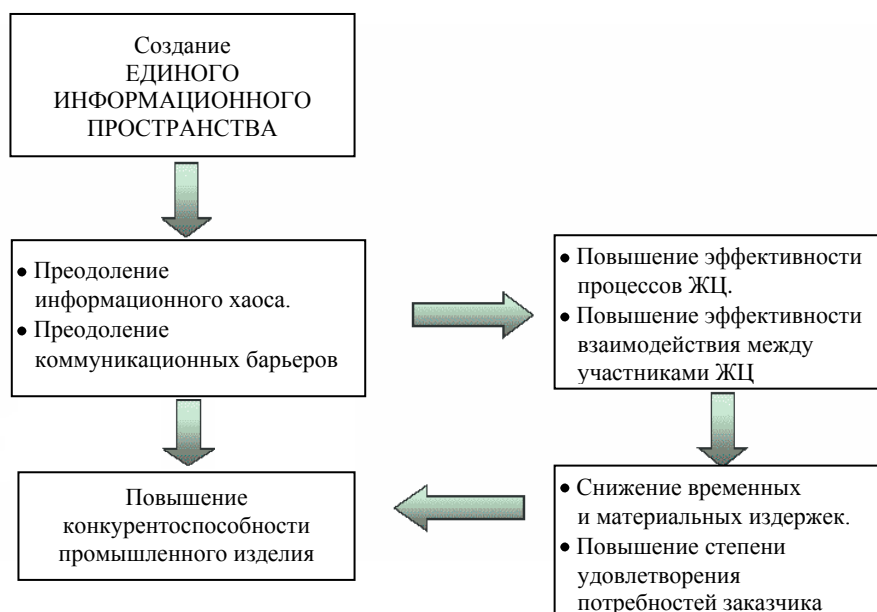 Создание
ЕДИНОГО
ИНФОРМАЦИОННОГО
ПРОСТРАНСТВА
• Преодоление
информационного хаоса.
• Преодоление
коммуникационных барьеров
• Повышение эффективности
процессов ЖЦ.
• Повышение эффективности
взаимодействия между
участниками ЖЦ
Повышение
конкурентоспособности
промышленного изделия
• Снижение временных
и материальных издержек.
• Повышение степени
удовлетворения
потребностей заказчика